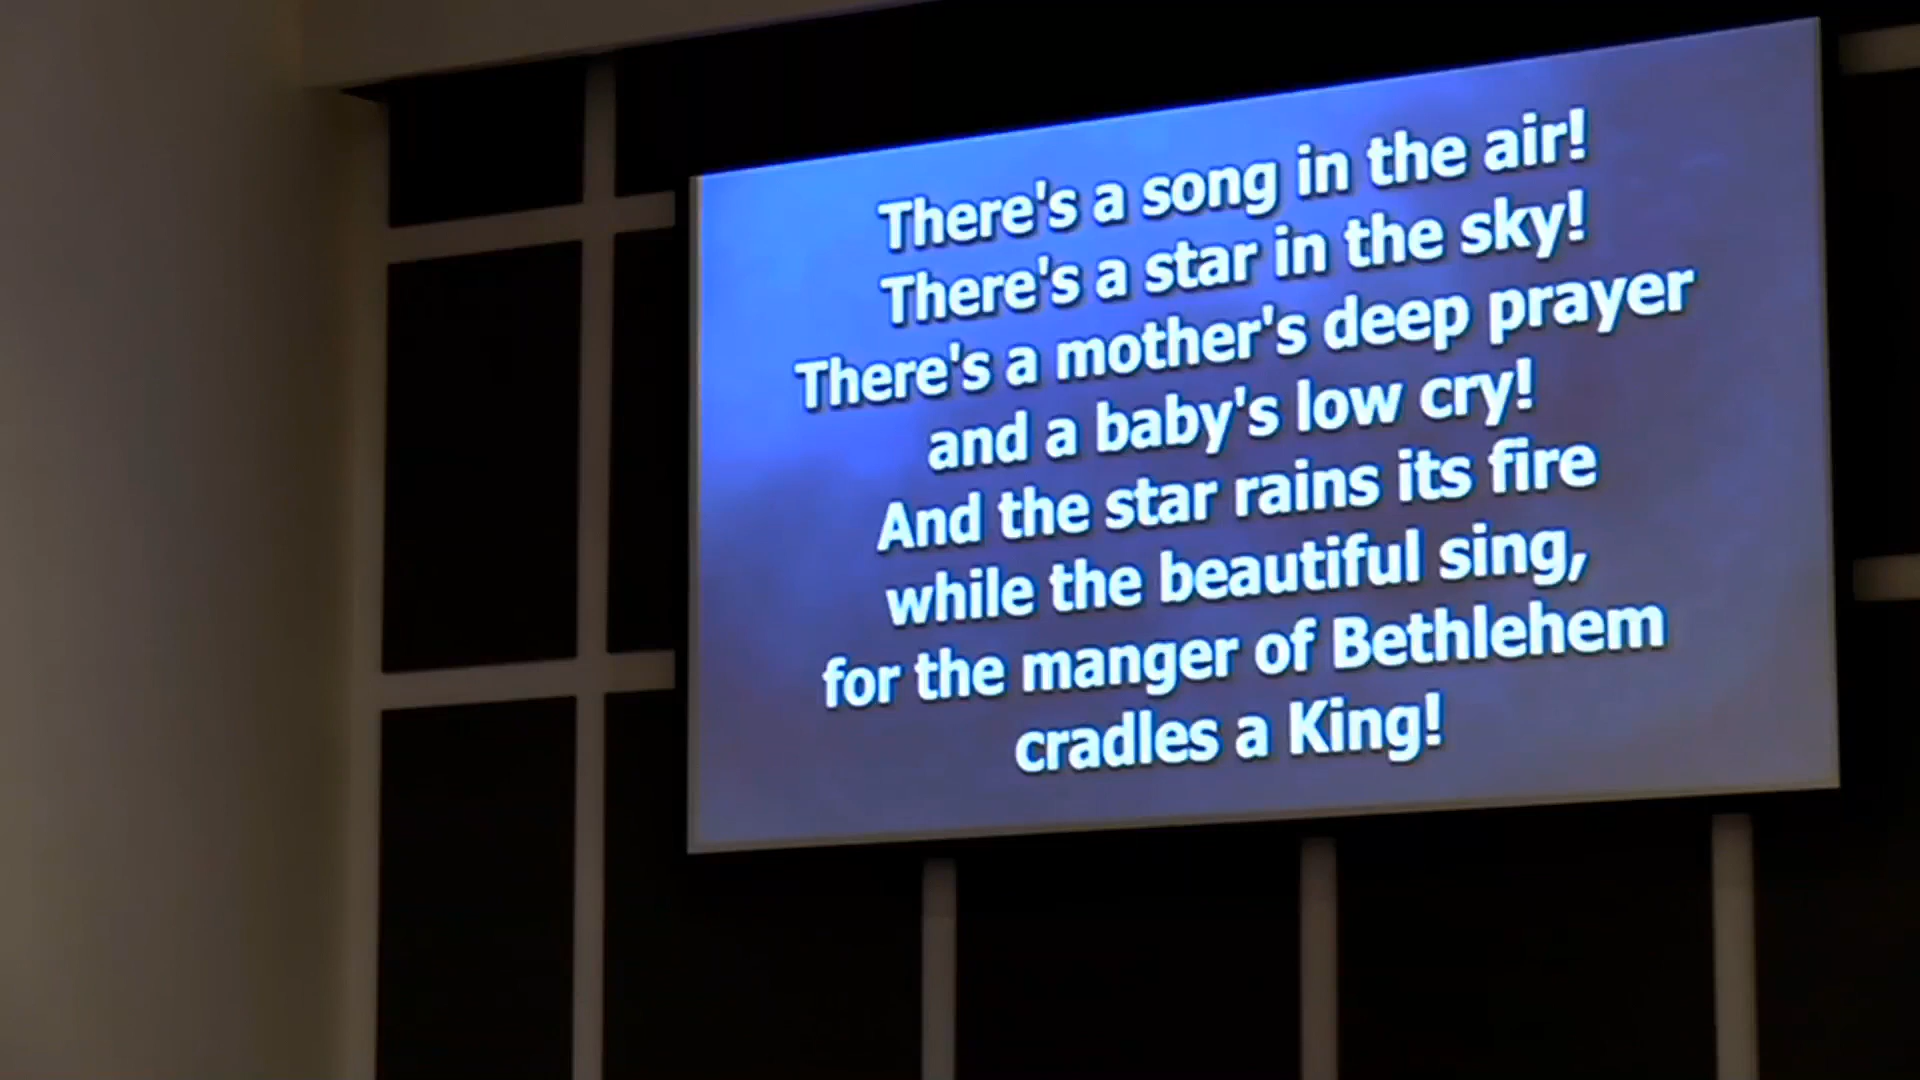 There's a song in the air!
There's a star in the sky!
There's a mother's deep prayer
and a baby's low cry!
And the star rains its fire
while the beautiful sing,
for the manger of Bethlehem
cradles a King!